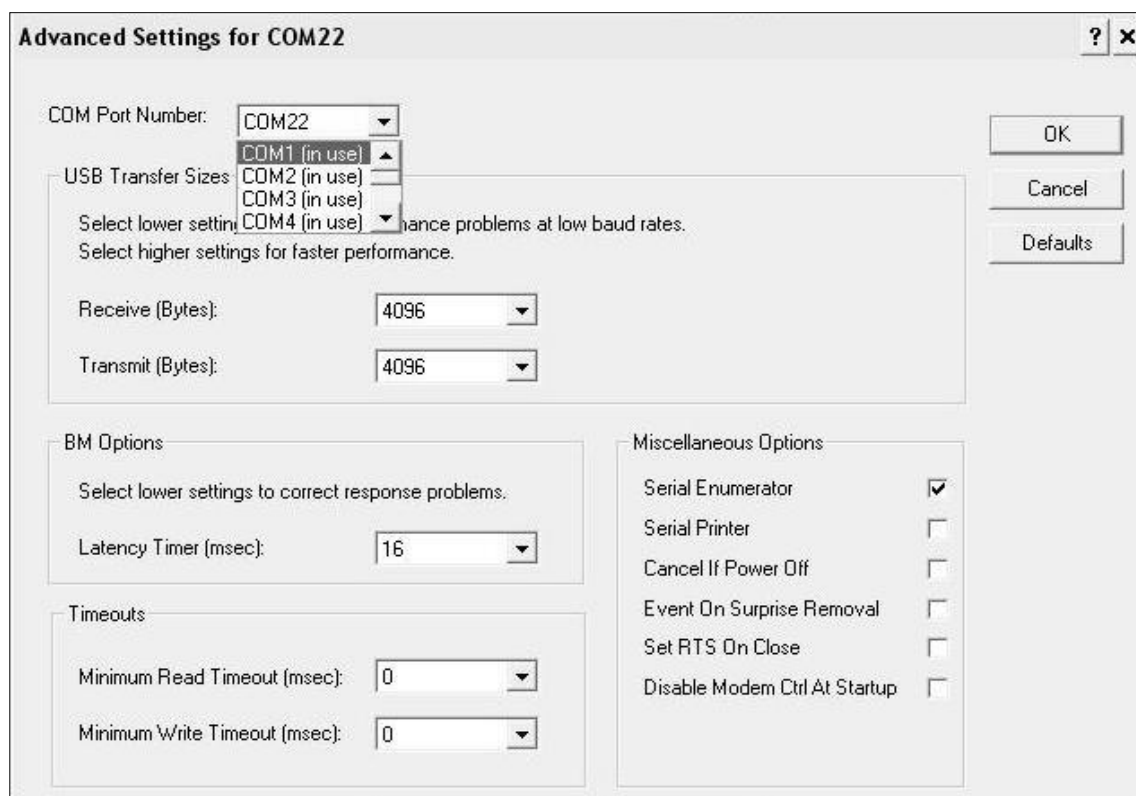 Advanced Settings for COM22
? ×
COM Port Number:
COM22
COM1 (in use)
COM2 (in use)
COM3 (in use)
COM4 (in use)
OK
Cancel
Defaults
USB Transfer Sizes
Select lower settin ance problems at low baud rates.
Select higher settings for faster performance.
Receive (Bytes): 4096
Transmit (Bytes): 4096
BM Options
Select lower settings to correct response problems.
Latency Timer (msec): 16
Timeouts
Minimum Read Timeout (msec): 0
Minimum Write Timeout (msec): 0
Miscellaneous Options
Serial Enumerator
Serial Printer
Cancel If Power Off
Event On Surprise Removal
Set RTS On Close
Disable Modem Ctrl At Startup